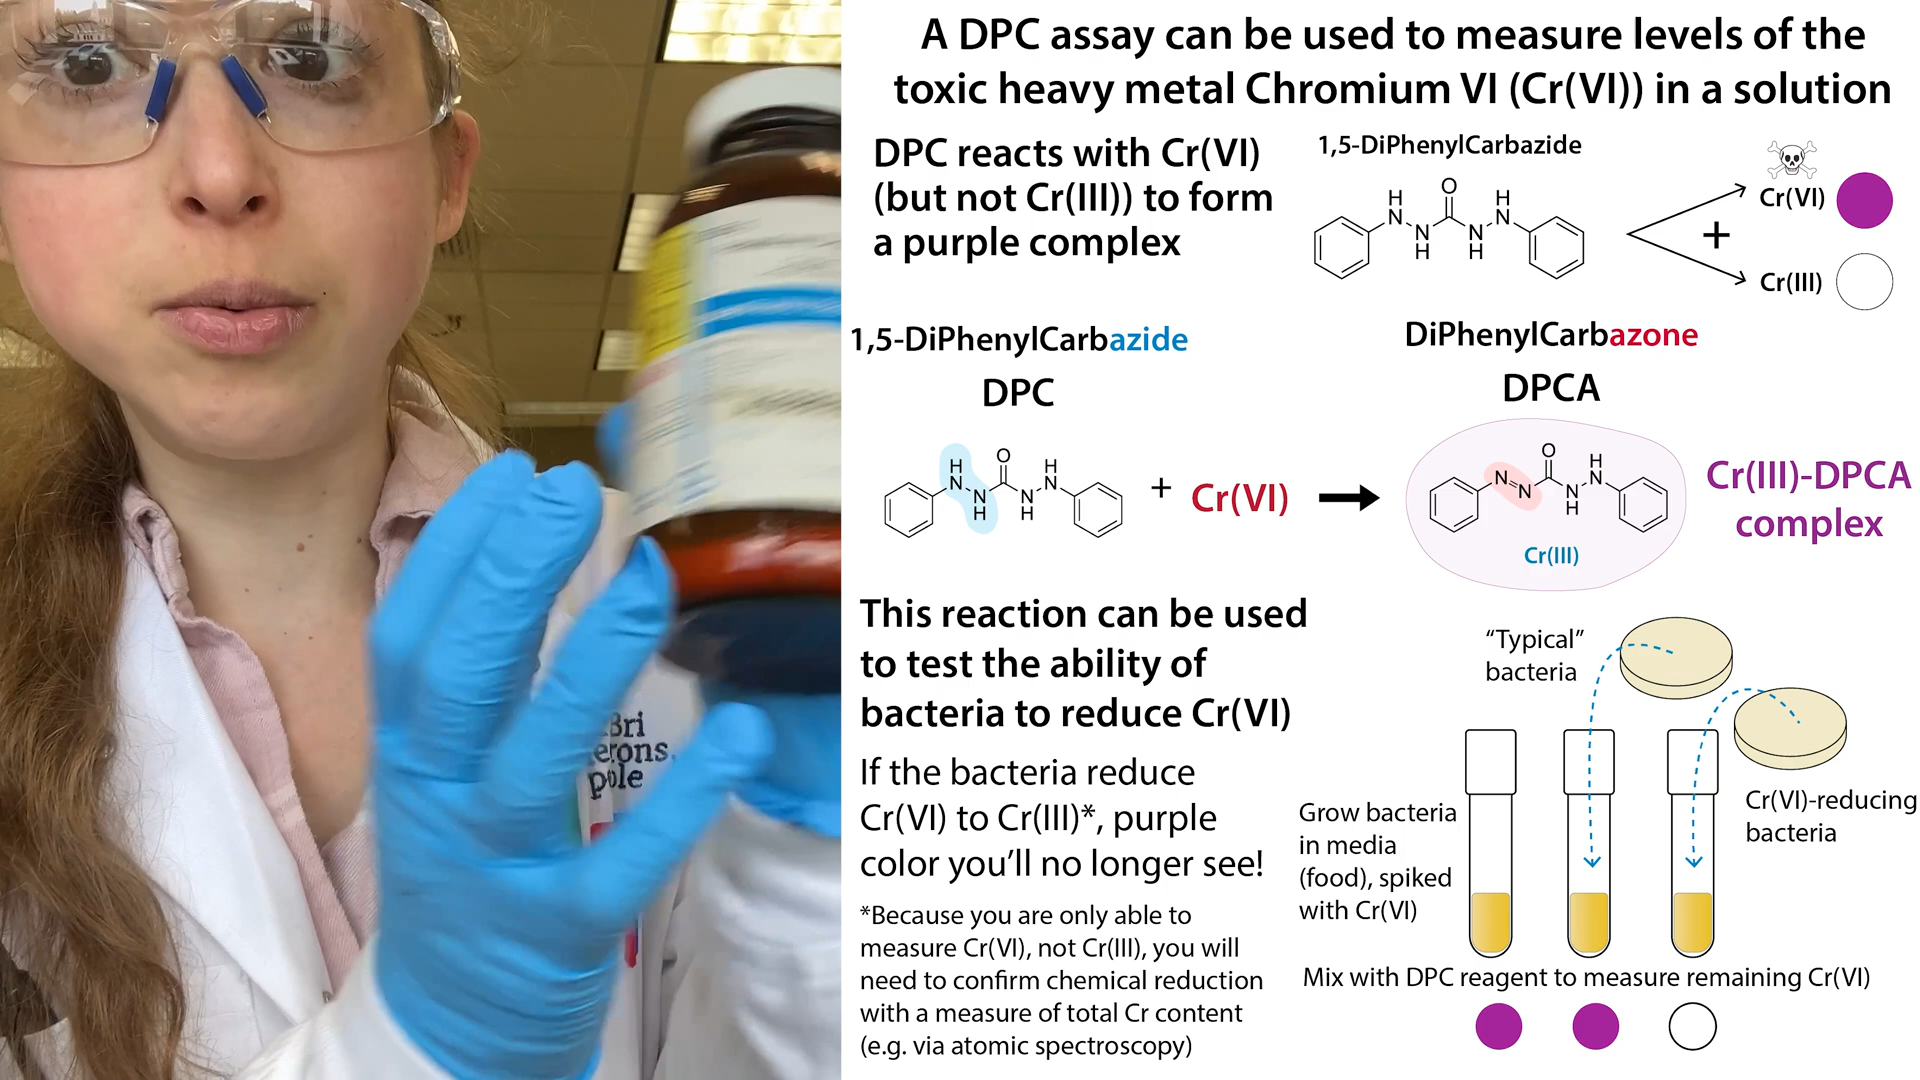 A DPC assay can be used to measure levels of the
toxic heavy metal Chromium VI (Cr(VI)) in a solution
DPC reacts with Cr(VI)
(but not Cr(III)) to form
a purple complex
1,5-DiPhenylCarbazide
H
N
N
H
O
N
H
H
N
Cr(VI)
+
Cr(III)
1,5-DiPhenylCarbazide
DPC
H
N
N
H
O
N
H
H
N
+
Cr(VI)
DiPhenylCarbazone
DPCA
N
N
O
N
H
H
N
Cr(III)
Cr(III)-DPCA
complex
This reaction can be used
to test the ability of
bacteria to reduce Cr(VI)
If the bacteria reduce
Cr(VI) to Cr(III)*, purple
color you'll no longer see!
*Because you are only able to
measure Cr(VI), not Cr(III), you will
need to confirm chemical reduction
with a measure of total Cr content
(e.g. via atomic spectroscopy)
“Typical”
bacteria
Cr(VI)-reducing
bacteria
Grow bacteria
in media
(food), spiked
with Cr(VI)
Mix with DPC reagent to measure remaining Cr(VI)
Bri
erons.
pole